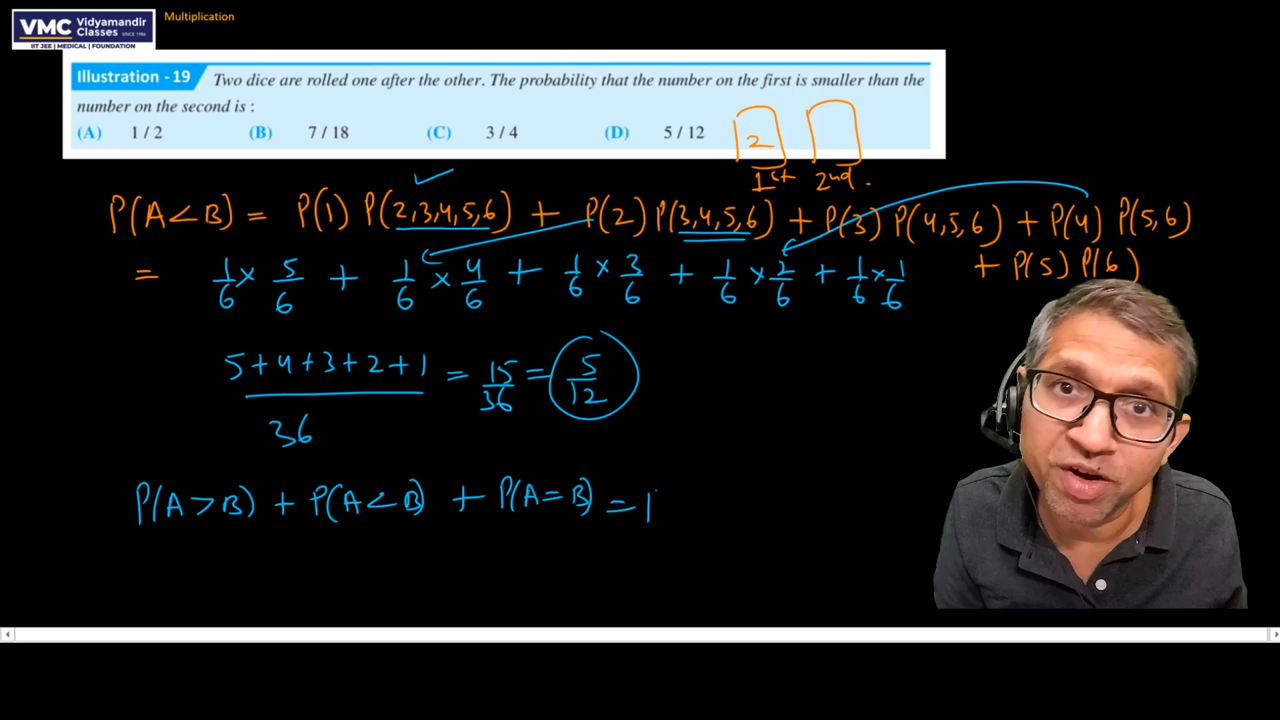 Multiplication
VMC Vidyamandir Classes SINCE 1986
IIT JEE | MEDICAL | FOUNDATION
Illustration - 19 Two dice are rolled one after the other. The probability that the number on the first is smaller than the
number on the second is :
(A) 1 / 2 (B) 7 / 18 (C) 3 / 4 (D) 5 / 12
2
1st 2nd.
P(A<B) = P(1) P(2,3,4,5,6) + P(2) P(3,4,5,6) + P(3) P(4,5,6) + P(4) P(5,6)
+ P(5) P(6)
= 1/6 × 5/6 + 1/6 × 4/6 + 1/6 × 3/6 + 1/6 × 2/6 + 1/6 × 1/6
5+4+3+2+1 / 36 = 15/36 = 5/12
P(A>B) + P(A<B) + P(A=B) = 1